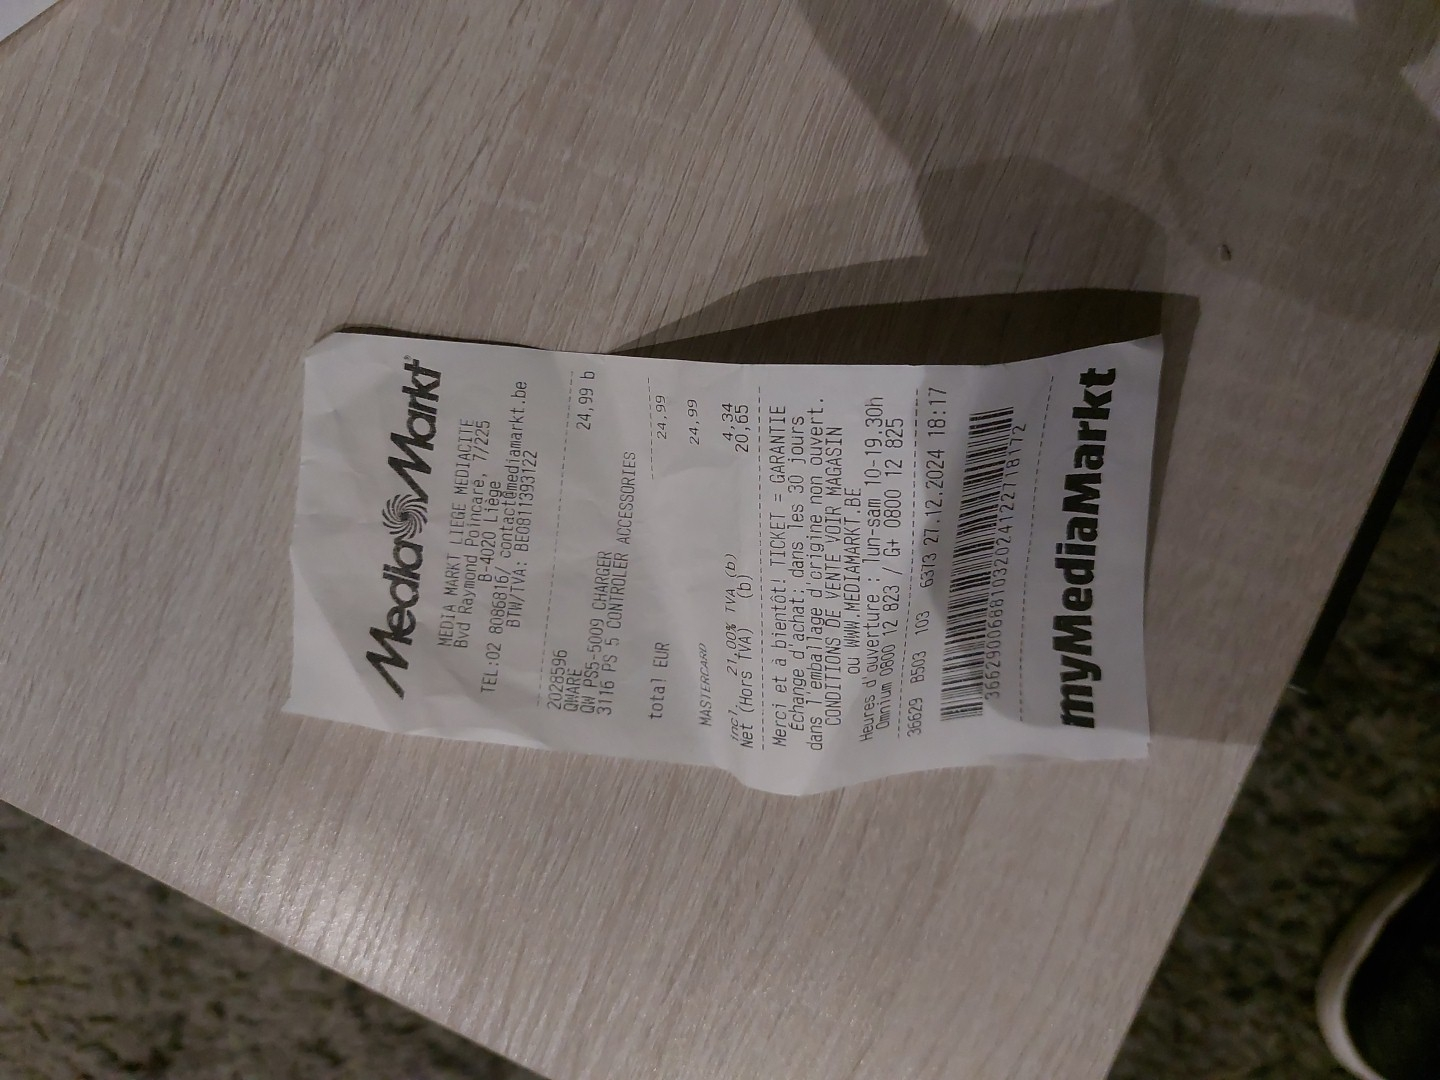 Media Markt
MEDIA MARKT LIEGE MEDIACITE
Bvd Raymond Poincaré, 7/225
B-4020 Liège
TEL:02 8086816/ contact@mediamarkt.be
BTW/TVA: BE0811393122
2028596 24,99 b
QWARE
QW PS5-5009 CHARGER
3116 PS 5 CONTROLER ACCESSORIES
total EUR 24,99
MASTERCARD 24,99
incl 21,00% TVA (b) 4,34
Net (Hors TVA) (b) 20,65
Merci et à bientôt! TICKET = GARANTIE
Echange d'achat: dans les 30 jours
dans l'emballage d'origine non ouvert.
CONDITIONS DE VENTE VOIR MAGASIN
ou WWW.MEDIAMARKT.BE
Heures d'ouverture : lun-sam 10-19.30h
Omnium 0800 12 823 / G+ 0800 12 825
36629 B503 103 6313 27.12.2024 18:17
36629006881032024122718172
myMediaMarkt